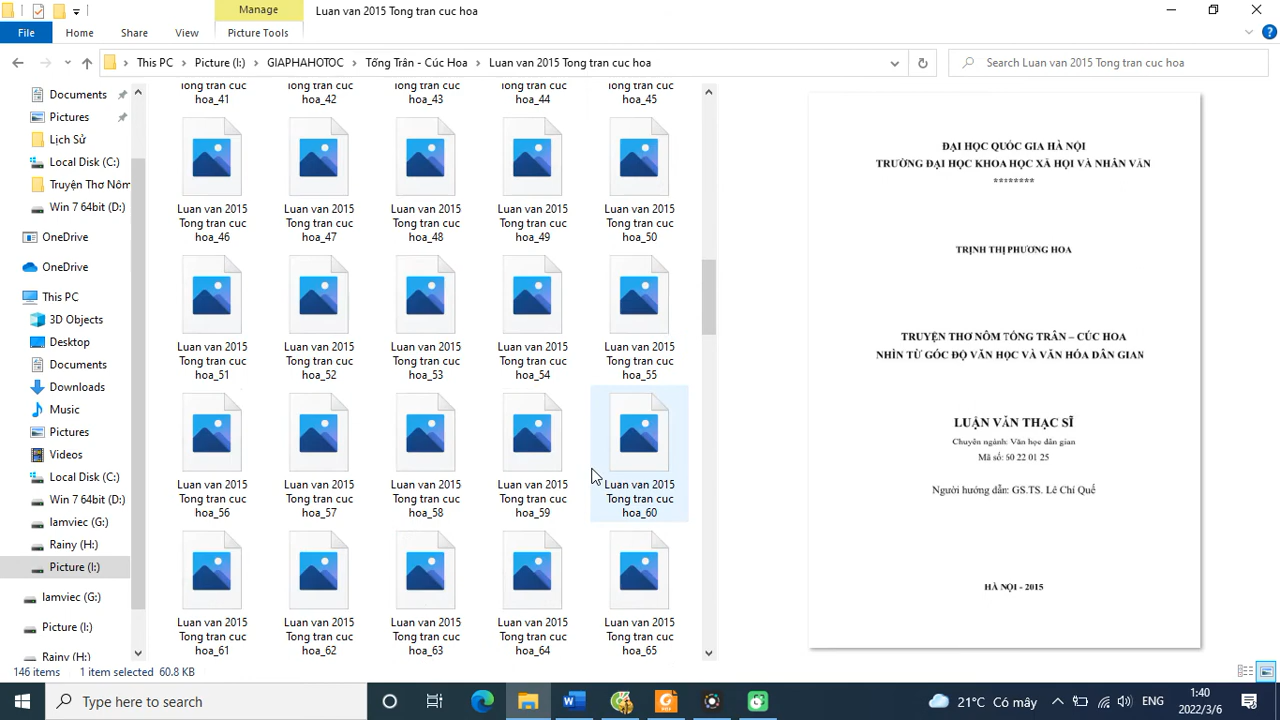 Manage
Luan van 2015 Tong tran cuc hoa
File
Home
Share
View
Picture Tools
This PC
Picture (I:)
GIAPHAHOTOC
Tống Trân - Cúc Hoa
Luan van 2015 Tong tran cuc hoa
Search Luan van 2015 Tong tran cuc hoa
Documents
Pictures
Lịch Sử
Local Disk (C:)
Truyện Thơ Nôm
Win 7 64bit (D:)
OneDrive
OneDrive
This PC
3D Objects
Desktop
Documents
Downloads
Music
Pictures
Videos
Local Disk (C:)
Win 7 64bit (D:)
lamviec (G:)
Rainy (H:)
Picture (I:)
lamviec (G:)
Picture (I:)
Rainy (H:)
Tong tran cuc hoa_41
Tong tran cuc hoa_42
Tong tran cuc hoa_43
Tong tran cuc hoa_44
Tong tran cuc hoa_45
Luan van 2015
Tong tran cuc
hoa_46
Luan van 2015
Tong tran cuc
hoa_47
Luan van 2015
Tong tran cuc
hoa_48
Luan van 2015
Tong tran cuc
hoa_49
Luan van 2015
Tong tran cuc
hoa_50
Luan van 2015
Tong tran cuc
hoa_51
Luan van 2015
Tong tran cuc
hoa_52
Luan van 2015
Tong tran cuc
hoa_53
Luan van 2015
Tong tran cuc
hoa_54
Luan van 2015
Tong tran cuc
hoa_55
Luan van 2015
Tong tran cuc
hoa_56
Luan van 2015
Tong tran cuc
hoa_57
Luan van 2015
Tong tran cuc
hoa_58
Luan van 2015
Tong tran cuc
hoa_59
Luan van 2015
Tong tran cuc
hoa_60
Luan van 2015
Tong tran cuc
hoa_61
Luan van 2015
Tong tran cuc
hoa_62
Luan van 2015
Tong tran cuc
hoa_63
Luan van 2015
Tong tran cuc
hoa_64
Luan van 2015
Tong tran cuc
hoa_65
ĐẠI HỌC QUỐC GIA HÀ NỘI
TRƯỜNG ĐẠI HỌC KHOA HỌC XÃ HỘI VÀ NHÂN VĂN
********
TRỊNH THỊ PHƯƠNG HOA
TRUYỆN THƠ NÔM TỐNG TRÂN – CÚC HOA
NHÌN TỪ GÓC ĐỘ VĂN HỌC VÀ VĂN HÓA DÂN GIAN
LUẬN VĂN THẠC SĨ
Chuyên ngành: Văn học dân gian
Mã số: 60 22 01 25
Người hướng dẫn: GS.TS. Lê Chí Quế
HÀ NỘI - 2015
146 items
1 item selected 60.8 KB
Type here to search
21°C Có mây
ENG
1:40
2022/3/6